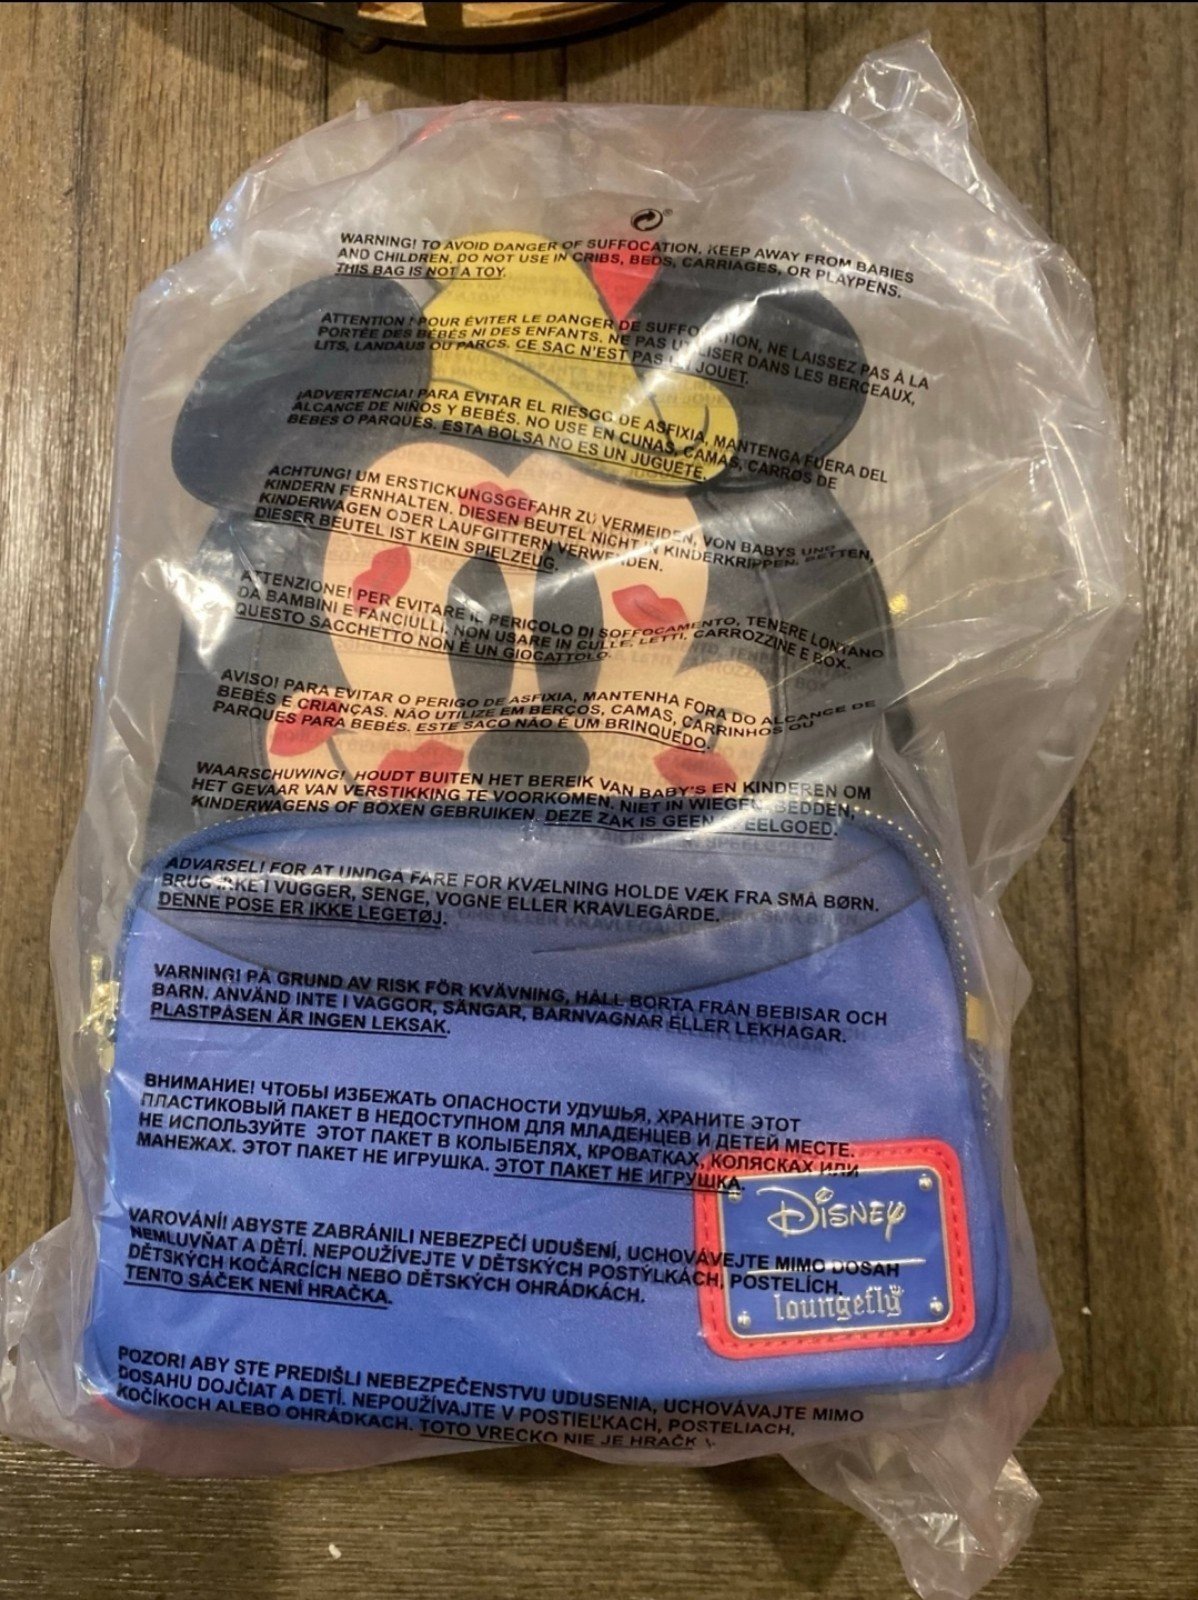 WARNING! TO AVOID DANGER OF SUFFOCATION, KEEP AWAY FROM BABIES
AND CHILDREN. DO NOT USE IN CRIBS, BEDS, CARRIAGES, OR PLAYPENS.
THIS BAG IS NOT A TOY.
ATTENTION ! POUR ÉVITER LE DANGER DE SUFFO TION, NE LAISSEZ PAS À LA
PORTÉE DES BÉBÉS NI DES ENFANTS. NE PAS UTILISER DANS LES BERCEAUX,
LITS, LANDAUS OU PARCS. CE SAC N'EST PAS UN JOUET.
¡ADVERTENCIA! PARA EVITAR EL RIESGO DE ASFIXIA, MANTENGA FUERA DEL
ALCANCE DE NIÑOS Y BEBÉS. NO USE EN CUNAS, CAMAS, CARROS DE
BEBES O PARQUES. ESTA BOLSA NO ES UN JUGUETE.
ACHTUNG! UM ERSTICKUNGSGEFAHR ZU VERMEIDEN, VON BABYS UND
KINDERN FERNHALTEN. DIESEN BEUTEL NICHT IN KINDERKRIPPEN, BETTEN,
KINDERWAGEN ODER LAUFGITTERN VERWENDEN.
DIESER BEUTEL IST KEIN SPIELZEUG.
ATTENZIONE! PER EVITARE IL PERICOLO DI SOFFOCAMENTO, TENERE LONTANO
DA BAMBINI E FANCIULLI. NON USARE IN CULLE, LETTI, CARROZZINE E BOX.
QUESTO SACCHETTO NON È UN GIOCATTOLO.
AVISO! PARA EVITAR O PERIGO DE ASFIXIA, MANTENHA FORA DO ALCANCE DE
BEBÉS E CRIANÇAS. NÃO UTILIZE EM BERÇOS, CAMAS, CARRINHOS OU
PARQUES PARA BEBÉS. ESTE SACO NÃO É UM BRINQUEDO.
WAARSCHUWING! HOUDT BUITEN HET BEREIK VAN BABY'S EN KINDEREN OM
HET GEVAAR VAN VERSTIKKING TE VOORKOMEN. NIET IN WIEGEN, BEDDEN,
KINDERWAGENS OF BOXEN GEBRUIKEN. DEZE ZAK IS GEEN SPEELGOED.
ADVARSEL! FOR AT UNDGA FARE FOR KVÆLNING HOLDE VÆK FRA SMÅ BØRN.
BRUG IKKE I VUGGER, SENGE, VOGNE ELLER KRAVLEGÅRDE.
DENNE POSE ER IKKE LEGETØJ.
VARNING! PÅ GRUND AV RISK FÖR KVÄVNING, HÅLL BORTA FRÅN BEBISAR OCH
BARN. ANVÄND INTE I VAGGOR, SÄNGAR, BARNVAGNAR ELLER LEKHAGAR.
PLASTPÅSEN ÄR INGEN LEKSAK.
ВНИМАНИЕ! ЧТОБЫ ИЗБЕЖАТЬ ОПАСНОСТИ УДУШЬЯ, ХРАНИТЕ ЭТОТ
ПЛАСТИКОВЫЙ ПАКЕТ В НЕДОСТУПНОМ ДЛЯ МЛАДЕНЦЕВ И ДЕТЕЙ МЕСТЕ.
НЕ ИСПОЛЬЗУЙТЕ ЭТОТ ПАКЕТ В КОЛЫБЕЛЯХ, КРОВАТКАХ, КОЛЯСКАХ ИЛИ
МАНЕЖАХ. ЭТОТ ПАКЕТ НЕ ИГРУШКА. ЭТОТ ПАКЕТ НЕ ИГРУШКА.
VAROVÁNÍ! ABYSTE ZABRÁNILI NEBEZPEČÍ UDUŠENÍ, UCHOVÁVEJTE MIMO DOSAH
NEMLUVŇAT A DĚTÍ. NEPOUŽÍVEJTE V DĚTSKÝCH POSTÝLKÁCH, POSTELÍCH,
DĚTSKÝCH KOČÁRCÍCH NEBO DĚTSKÝCH OHRÁDKÁCH.
TENTO SÁČEK NENÍ HRAČKA.
POZOR! ABY STE PREDIŠLI NEBEZPEČENSTVU UDUSENIA, UCHOVÁVAJTE MIMO
DOSAHU DOJČIAT A DETÍ. NEPOUŽÍVAJTE V POSTIEĽKACH, POSTELIACH,
KOČÍKOCH ALEBO OHRÁDKACH. TOTO VRECKO NIE JE HRAČK
Disney
loungefly